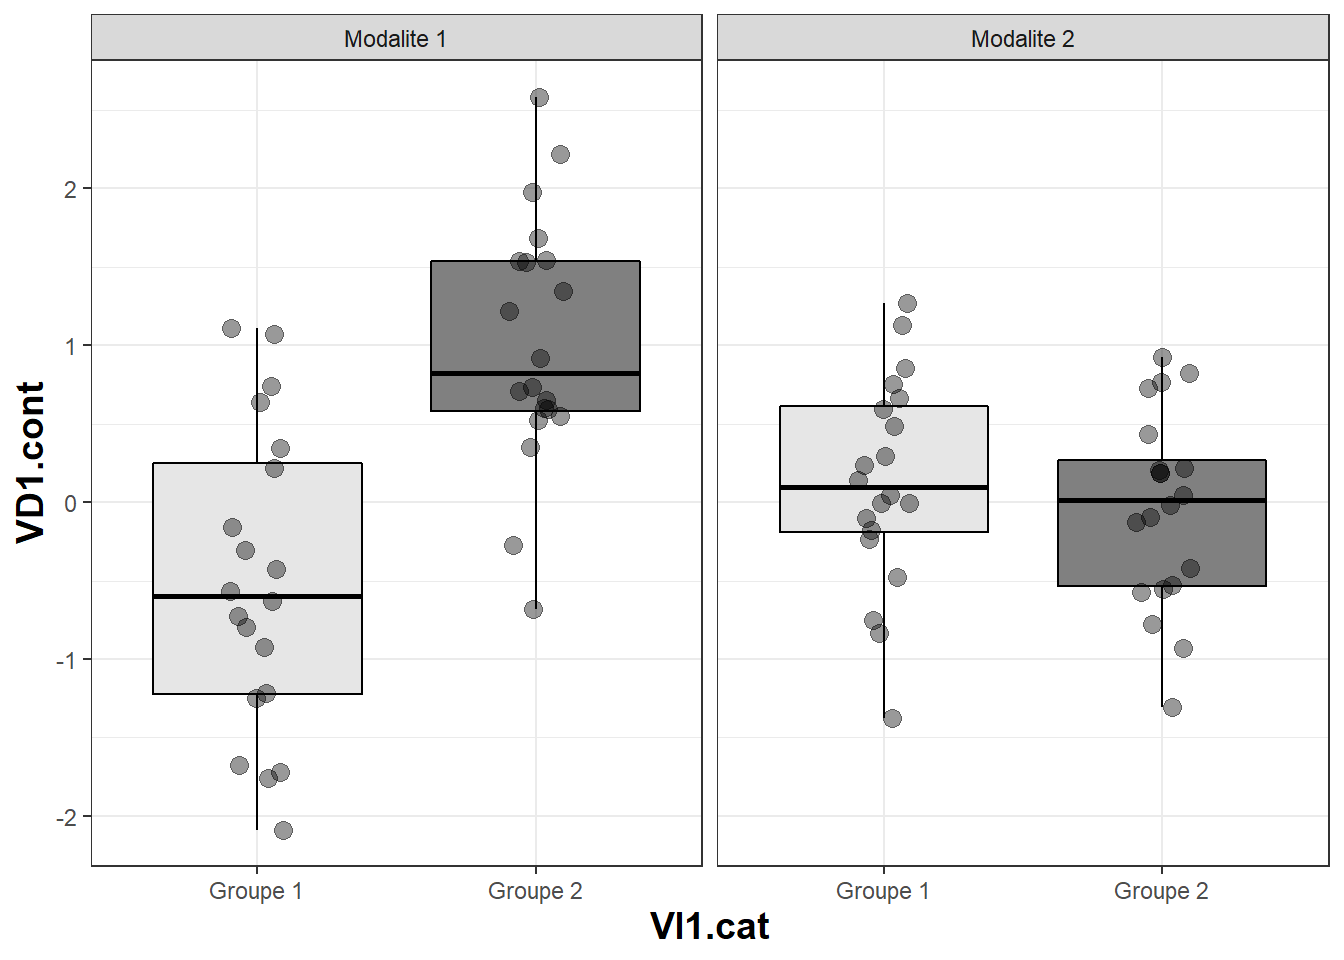 Modalite 1
Modalite 2
VD1.cont
2
1
0
-1
-2
Groupe 1
Groupe 2
Groupe 1
Groupe 2
VI1.cat